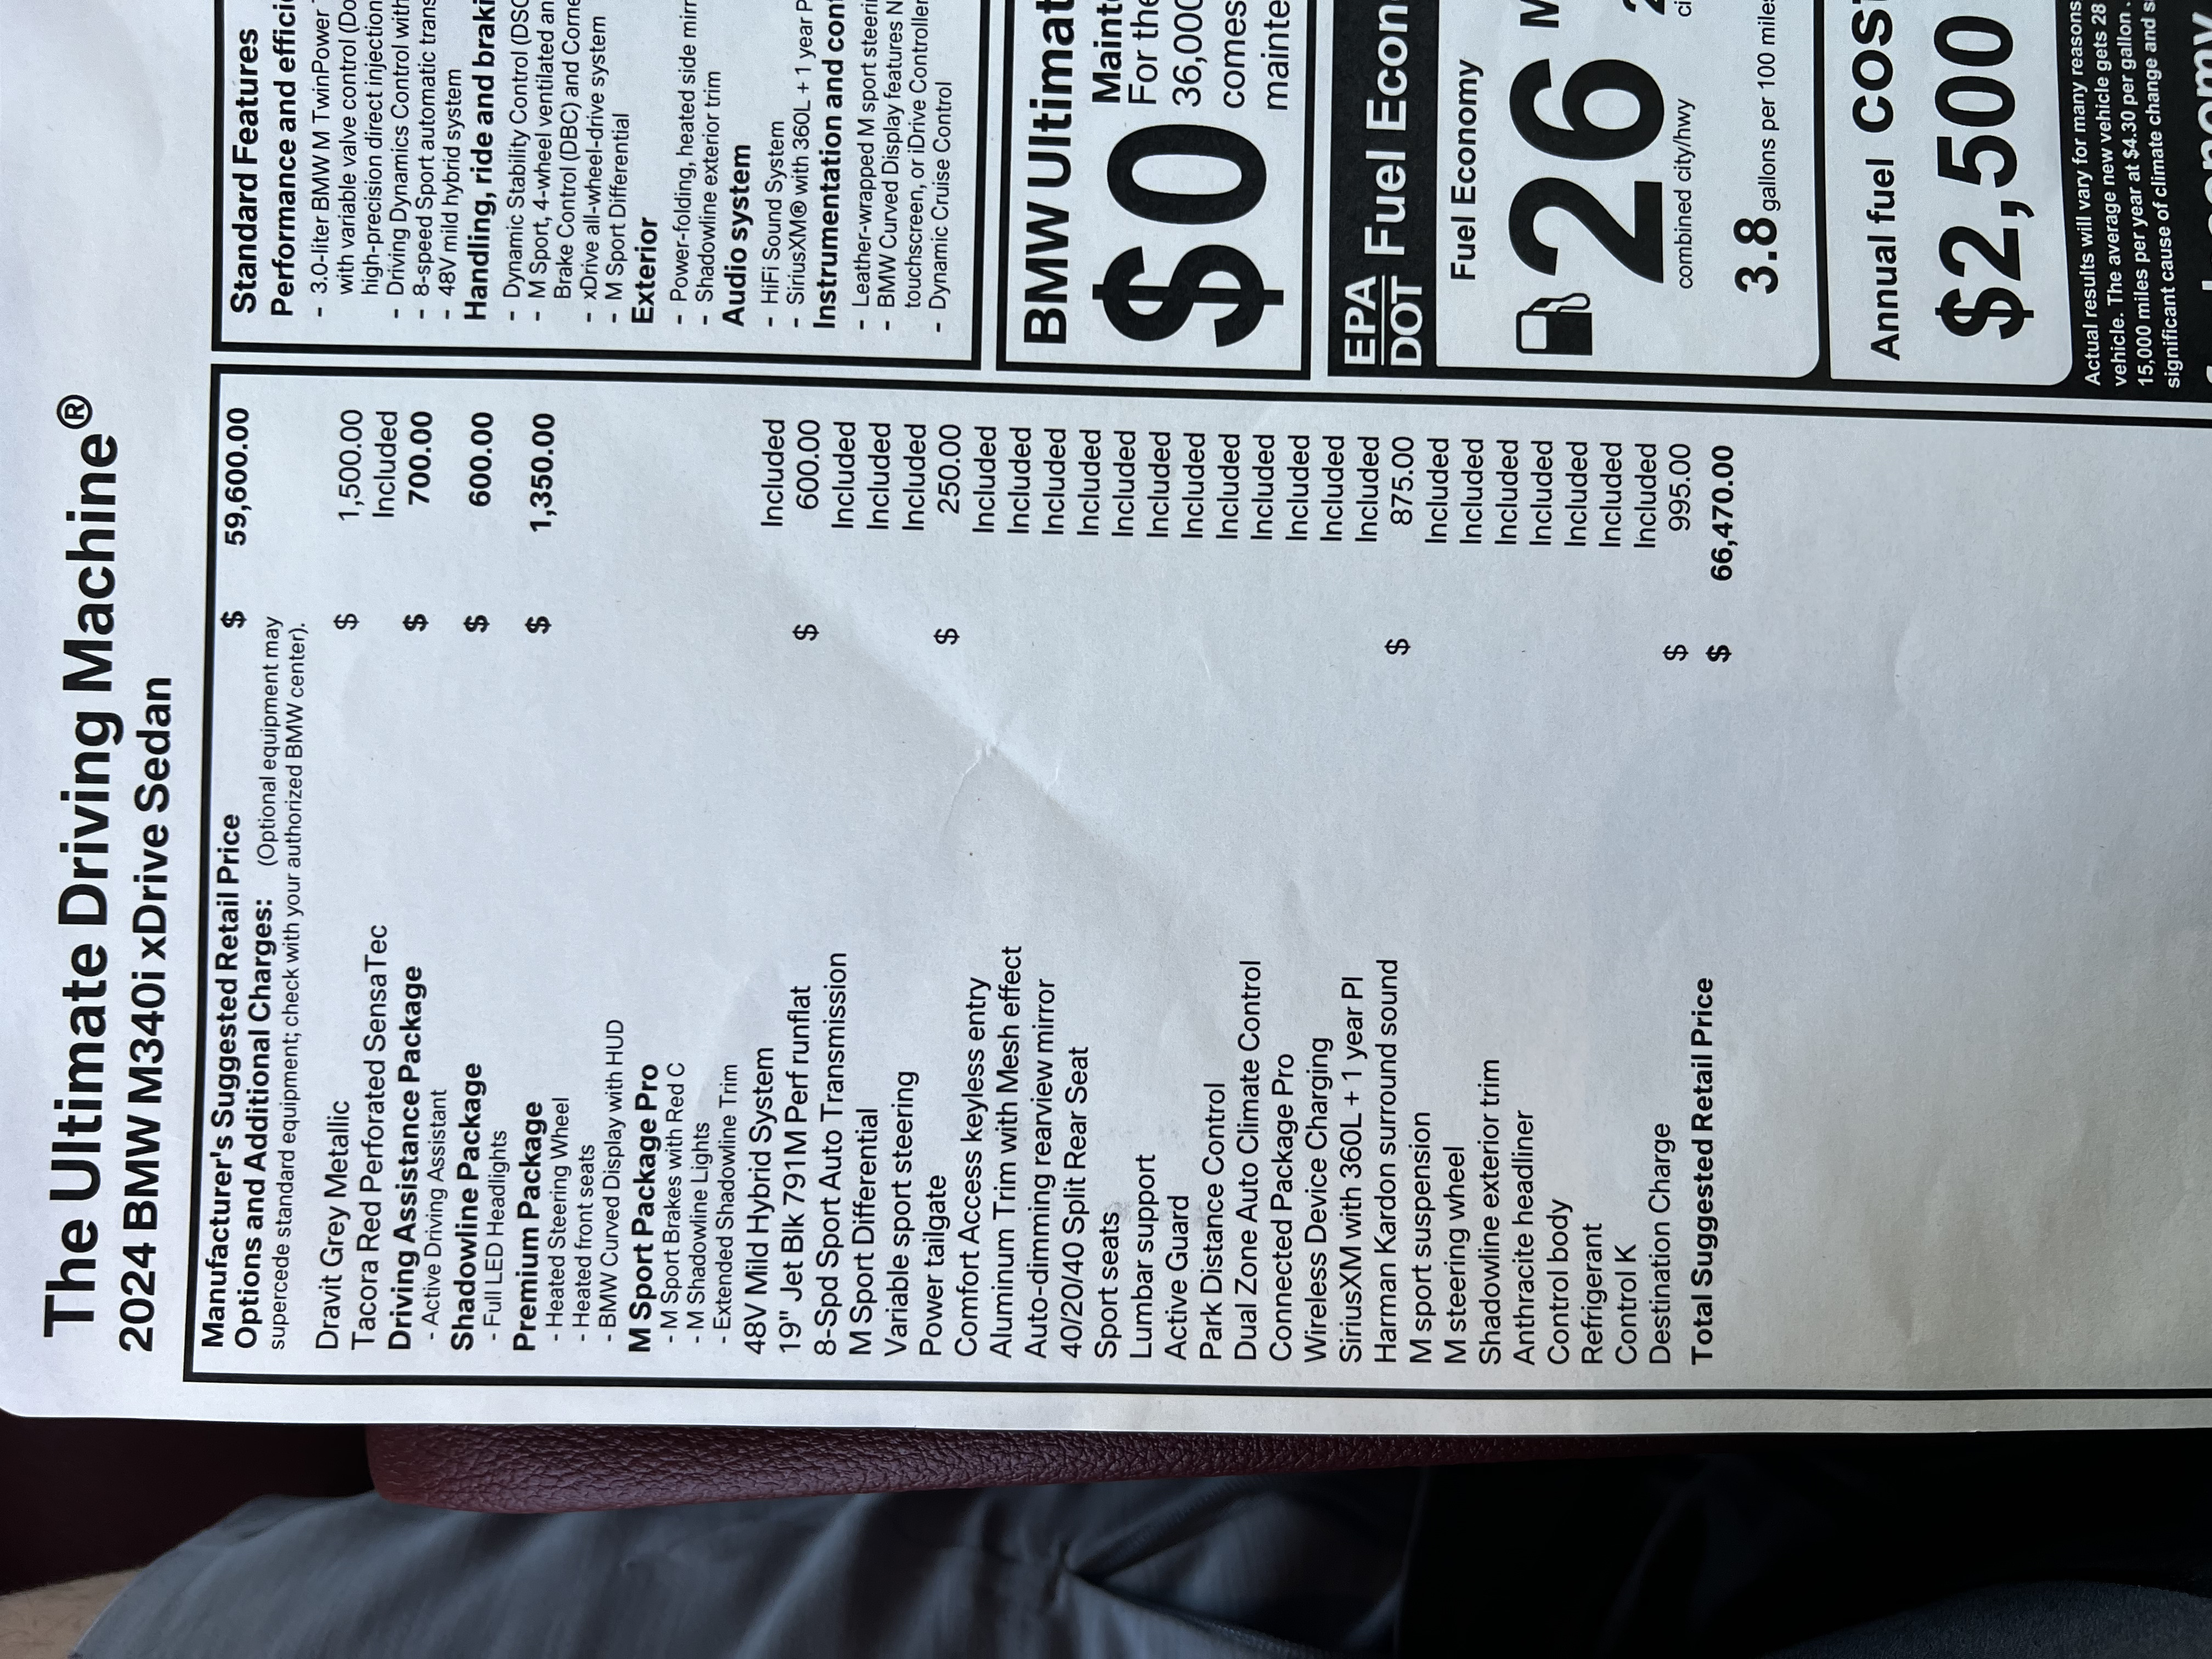 The Ultimate Driving Machine®
2024 BMW M340i xDrive Sedan
Manufacturer's Suggested Retail Price $ 59,600.00
Options and Additional Charges: (Optional equipment may
supercede standard equipment; check with your authorized BMW center).
Dravit Grey Metallic $ 1,500.00
Tacora Red Perforated SensaTec Included
Driving Assistance Package $ 700.00
- Active Driving Assistant
Shadowline Package $ 600.00
- Full LED Headlights
Premium Package $ 1,350.00
- Heated Steering Wheel
- Heated front seats
- BMW Curved Display with HUD
M Sport Package Pro
- M Sport Brakes with Red C
- M Shadowline Lights
- Extended Shadowline Trim
48V Mild Hybrid System Included
19" Jet Blk 791M Perf runflat $ 600.00
8-Spd Sport Auto Transmission Included
M Sport Differential Included
Variable sport steering Included
Power tailgate $ 250.00
Comfort Access keyless entry Included
Aluminum Trim with Mesh effect Included
Auto-dimming rearview mirror Included
40/20/40 Split Rear Seat Included
Sport seats Included
Lumbar support Included
Active Guard Included
Park Distance Control Included
Dual Zone Auto Climate Control Included
Connected Package Pro Included
Wireless Device Charging Included
SiriusXM with 360L + 1 year Pl Included
Harman Kardon surround sound $ 875.00
M sport suspension Included
M steering wheel Included
Shadowline exterior trim Included
Anthracite headliner Included
Control body Included
Refrigerant Included
Control K Included
Destination Charge $ 995.00
Total Suggested Retail Price $ 66,470.00
Standard Features
Performance and effici
- 3.0-liter BMW M TwinPower
with variable valve control (Do
high-precision direct injection
- Driving Dynamics Control with
- 8-speed Sport automatic trans
- 48V mild hybrid system
Handling, ride and braki
- Dynamic Stability Control (DSC
- M Sport, 4-wheel ventilated an
Brake Control (DBC) and Corne
- xDrive all-wheel-drive system
- M Sport Differential
Exterior
- Power-folding, heated side mirr
- Shadowline exterior trim
Audio system
- HiFi Sound System
- SiriusXM® with 360L + 1 year P
Instrumentation and con
- Leather-wrapped M sport steeri
- BMW Curved Display features N
touchscreen, or iDrive Controller
- Dynamic Cruise Control
BMW Ultimat
$0
Mainte
For the
36,000
comes
mainte
EPA
DOT
Fuel Econ
Fuel Economy
26 M
combined city/hwy ci
3.8 gallons per 100 miles
Annual fuel cost
$2,500
Actual results will vary for many reasons
vehicle. The average new vehicle gets 28
15,000 miles per year at $4.30 per gallon.
significant cause of climate change and s